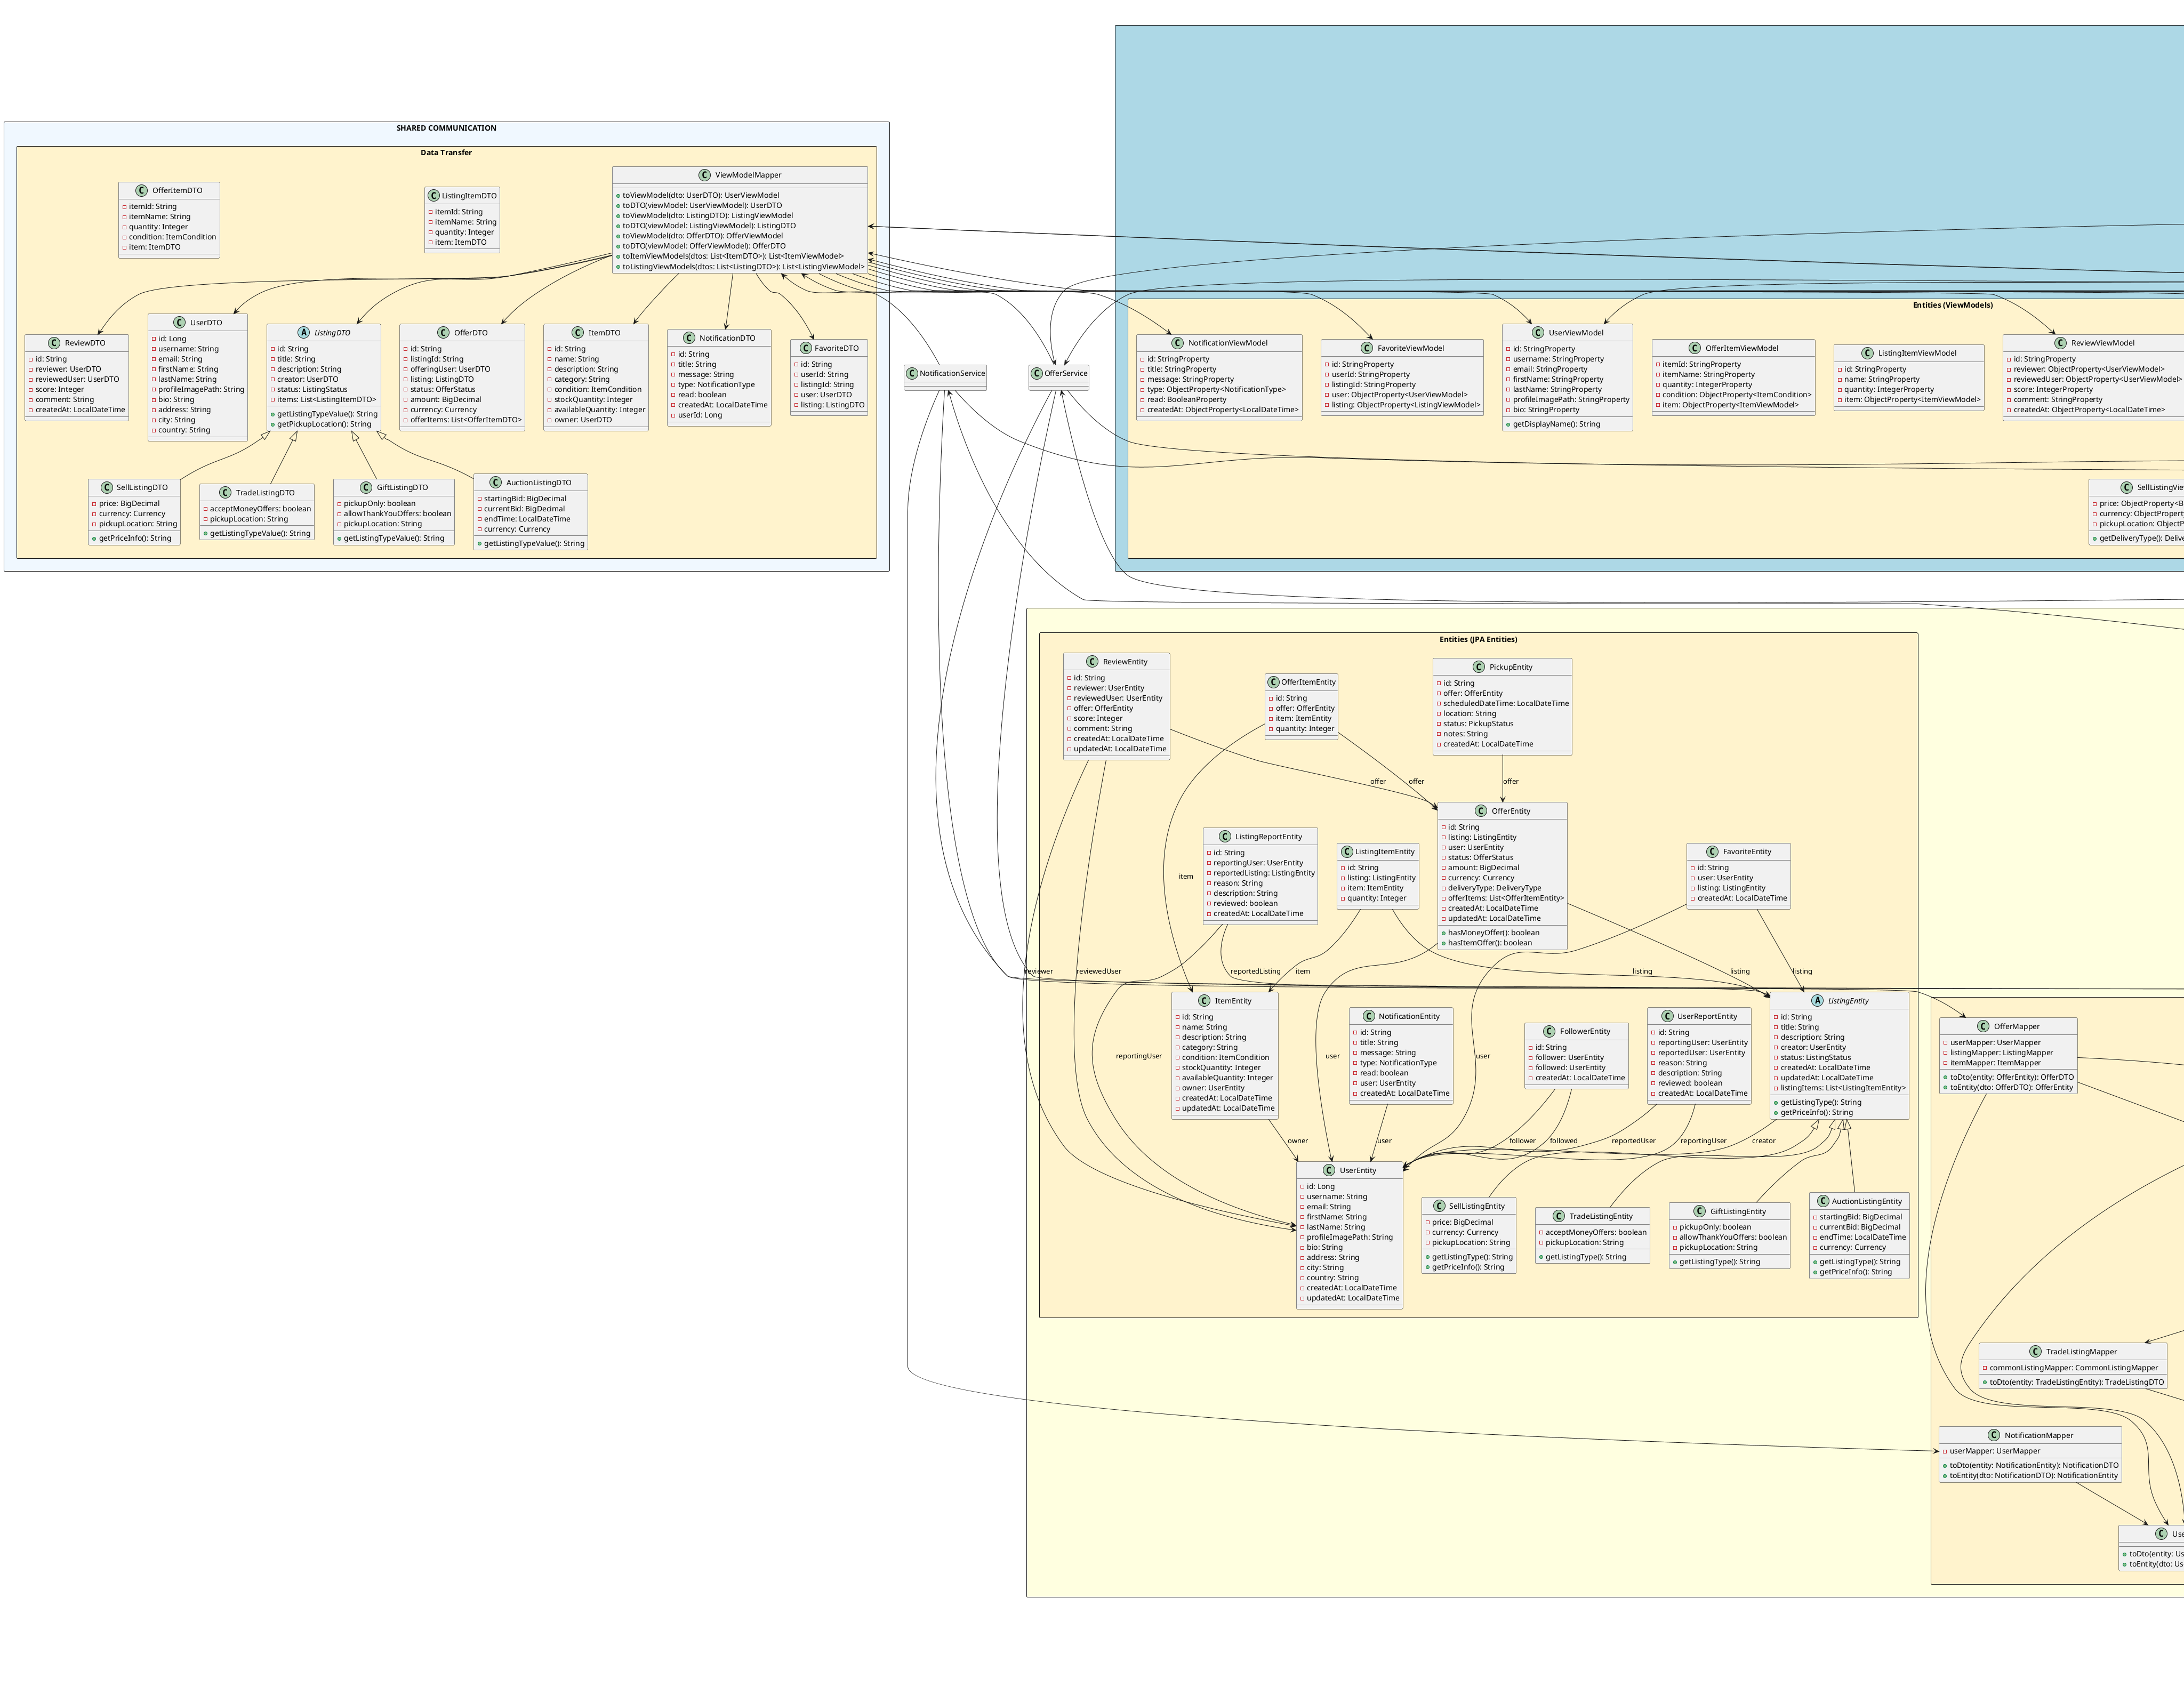 SHARED COMMUNICATION
Data Transfer
OfferItemDTO
itemId: String
itemName: String
quantity: Integer
condition: ItemCondition
item: ItemDTO
ListingItemDTO
itemId: String
itemName: String
quantity: Integer
item: ItemDTO
ViewModelMapper
toViewModel(dto: UserDTO): UserViewModel
toDTO(viewModel: UserViewModel): UserDTO
toViewModel(dto: ListingDTO): ListingViewModel
toDTO(viewModel: ListingViewModel): ListingDTO
toViewModel(dto: OfferDTO): OfferViewModel
toDTO(viewModel: OfferViewModel): OfferDTO
toItemViewModels(dtos: List<ItemDTO>): List<ItemViewModel>
toListingViewModels(dtos: List<ListingDTO>): List<ListingViewModel>
ReviewDTO
id: String
reviewer: UserDTO
reviewedUser: UserDTO
score: Integer
comment: String
createdAt: LocalDateTime
UserDTO
id: Long
username: String
email: String
firstName: String
lastName: String
profileImagePath: String
bio: String
address: String
city: String
country: String
ListingDTO
id: String
title: String
description: String
creator: UserDTO
status: ListingStatus
items: List<ListingItemDTO>
getListingTypeValue(): String
getPickupLocation(): String
OfferDTO
id: String
listingId: String
offeringUser: UserDTO
listing: ListingDTO
status: OfferStatus
amount: BigDecimal
currency: Currency
offerItems: List<OfferItemDTO>
ItemDTO
id: String
name: String
description: String
category: String
condition: ItemCondition
stockQuantity: Integer
availableQuantity: Integer
owner: UserDTO
NotificationDTO
id: String
title: String
message: String
type: NotificationType
read: boolean
createdAt: LocalDateTime
userId: Long
FavoriteDTO
id: String
userId: String
listingId: String
user: UserDTO
listing: ListingDTO
SellListingDTO
price: BigDecimal
currency: Currency
pickupLocation: String
getPriceInfo(): String
TradeListingDTO
acceptMoneyOffers: boolean
pickupLocation: String
getListingTypeValue(): String
GiftListingDTO
pickupOnly: boolean
allowThankYouOffers: boolean
pickupLocation: String
getListingTypeValue(): String
AuctionListingDTO
startingBid: BigDecimal
currentBid: BigDecimal
endTime: LocalDateTime
currency: Currency
getListingTypeValue(): String
NotificationService
OfferService
Entities (ViewModels)
NotificationViewModel
id: StringProperty
title: StringProperty
message: StringProperty
type: ObjectProperty<NotificationType>
read: BooleanProperty
createdAt: ObjectProperty<LocalDateTime>
FavoriteViewModel
id: StringProperty
userId: StringProperty
listingId: StringProperty
user: ObjectProperty<UserViewModel>
listing: ObjectProperty<ListingViewModel>
UserViewModel
id: StringProperty
username: StringProperty
email: StringProperty
firstName: StringProperty
lastName: StringProperty
profileImagePath: StringProperty
bio: StringProperty
getDisplayName(): String
OfferItemViewModel
itemId: StringProperty
itemName: StringProperty
quantity: IntegerProperty
condition: ObjectProperty<ItemCondition>
item: ObjectProperty<ItemViewModel>
ListingItemViewModel
id: StringProperty
name: StringProperty
quantity: IntegerProperty
item: ObjectProperty<ItemViewModel>
ReviewViewModel
id: StringProperty
reviewer: ObjectProperty<UserViewModel>
reviewedUser: ObjectProperty<UserViewModel>
score: IntegerProperty
comment: StringProperty
createdAt: ObjectProperty<LocalDateTime>
SellListingVie
price: ObjectProperty<B
currency: ObjectPropert
pickupLocation: ObjectP
getDeliveryType(): Delive
Entities (JPA Entities)
ReviewEntity
id: String
reviewer: UserEntity
reviewedUser: UserEntity
offer: OfferEntity
score: Integer
comment: String
createdAt: LocalDateTime
updatedAt: LocalDateTime
OfferItemEntity
id: String
offer: OfferEntity
item: ItemEntity
quantity: Integer
PickupEntity
id: String
offer: OfferEntity
scheduledDateTime: LocalDateTime
location: String
status: PickupStatus
notes: String
createdAt: LocalDateTime
offer
offer
offer
OfferEntity
id: String
listing: ListingEntity
user: UserEntity
status: OfferStatus
amount: BigDecimal
currency: Currency
deliveryType: DeliveryType
offerItems: List<OfferItemEntity>
createdAt: LocalDateTime
updatedAt: LocalDateTime
hasMoneyOffer(): boolean
hasItemOffer(): boolean
ListingReportEntity
id: String
reportingUser: UserEntity
reportedListing: ListingEntity
reason: String
description: String
reviewed: boolean
createdAt: LocalDateTime
ListingItemEntity
id: String
listing: ListingEntity
item: ItemEntity
quantity: Integer
FavoriteEntity
id: String
user: UserEntity
listing: ListingEntity
createdAt: LocalDateTime
item
reviewer
reviewedUser
reportedListing
item
listing
listing
listing
ItemEntity
id: String
name: String
description: String
category: String
condition: ItemCondition
stockQuantity: Integer
availableQuantity: Integer
owner: UserEntity
createdAt: LocalDateTime
updatedAt: LocalDateTime
NotificationEntity
id: String
title: String
message: String
type: NotificationType
read: boolean
user: UserEntity
createdAt: LocalDateTime
FollowerEntity
id: String
follower: UserEntity
followed: UserEntity
createdAt: LocalDateTime
UserReportEntity
id: String
reportingUser: UserEntity
reportedUser: UserEntity
reason: String
description: String
reviewed: boolean
createdAt: LocalDateTime
ListingEntity
id: String
title: String
description: String
creator: UserEntity
status: ListingStatus
createdAt: LocalDateTime
updatedAt: LocalDateTime
listingItems: List<ListingItemEntity>
getListingType(): String
getPriceInfo(): String
reportingUser
user
user
owner
user
follower
followed
reportedUser
reportingUser
creator
UserEntity
id: Long
username: String
email: String
firstName: String
lastName: String
profileImagePath: String
bio: String
address: String
city: String
country: String
createdAt: LocalDateTime
updatedAt: LocalDateTime
SellListingEntity
price: BigDecimal
currency: Currency
pickupLocation: String
getListingType(): String
getPriceInfo(): String
TradeListingEntity
acceptMoneyOffers: boolean
pickupLocation: String
getListingType(): String
GiftListingEntity
pickupOnly: boolean
allowThankYouOffers: boolean
pickupLocation: String
getListingType(): String
AuctionListingEntity
startingBid: BigDecimal
currentBid: BigDecimal
endTime: LocalDateTime
currency: Currency
getListingType(): String
getPriceInfo(): String
OfferMapper
userMapper: UserMapper
listingMapper: ListingMapper
itemMapper: ItemMapper
toDto(entity: OfferEntity): OfferDTO
toEntity(dto: OfferDTO): OfferEntity
TradeListingMapper
commonListingMapper: CommonListingMapper
toDto(entity: TradeListingEntity): TradeListingDTO
NotificationMapper
userMapper: UserMapper
toDto(entity: NotificationEntity): NotificationDTO
toEntity(dto: NotificationDTO): NotificationEntity
Use
toDto(entity: Us
toEntity(dto: Us